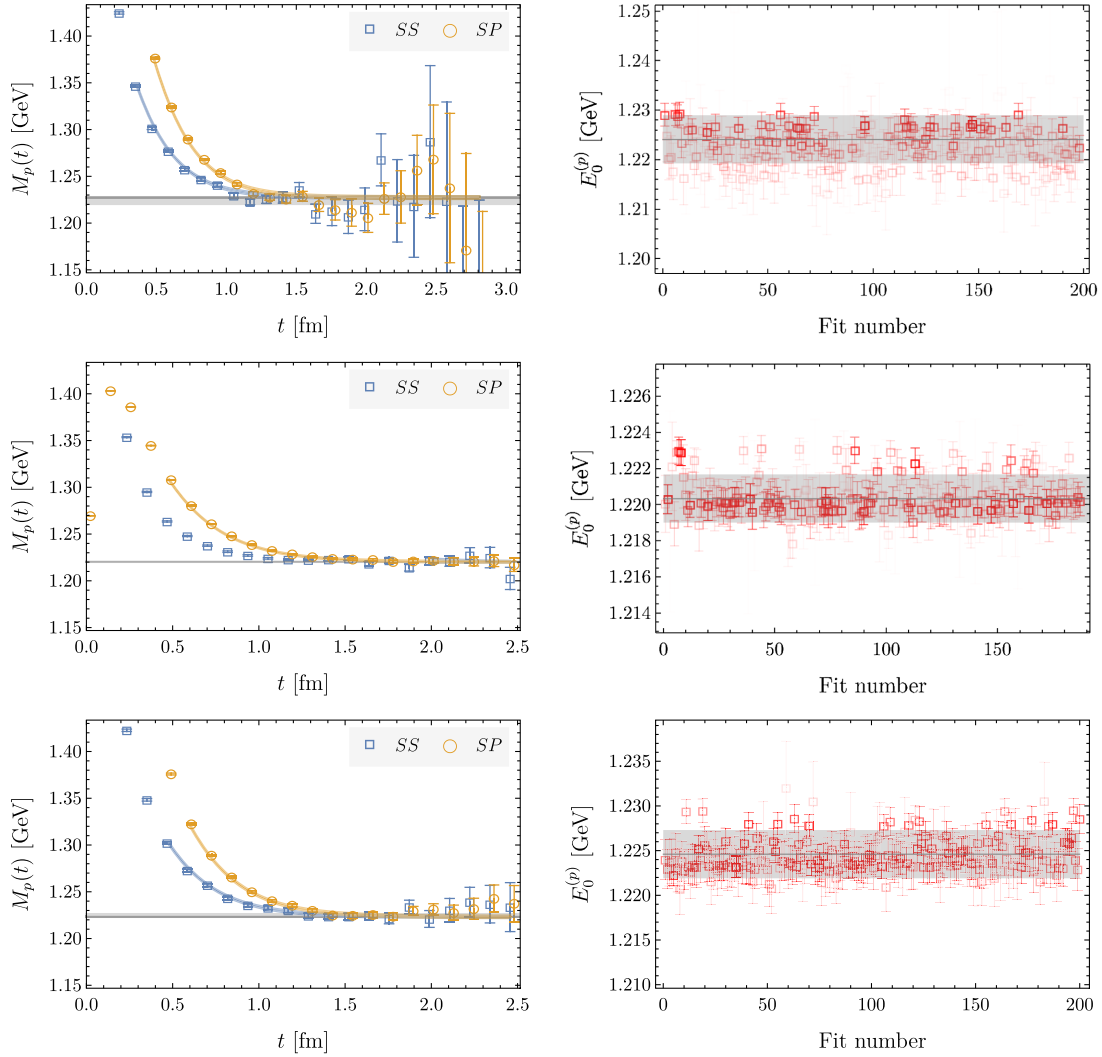 SS SP
M_p(t) [GeV]
1.40
1.35
1.30
1.25
1.20
1.15
0.0 0.5 1.0 1.5 2.0 2.5 3.0
t [fm]
E_0^{(p)} [GeV]
1.25
1.24
1.23
1.22
1.21
1.20
0 50 100 150 200
Fit number
SS SP
M_p(t) [GeV]
1.40
1.35
1.30
1.25
1.20
1.15
0.0 0.5 1.0 1.5 2.0 2.5
t [fm]
E_0^{(p)} [GeV]
1.226
1.224
1.222
1.220
1.218
1.216
1.214
0 50 100 150
Fit number
SS SP
M_p(t) [GeV]
1.40
1.35
1.30
1.25
1.20
1.15
0.0 0.5 1.0 1.5 2.0 2.5
t [fm]
E_0^{(p)} [GeV]
1.235
1.230
1.225
1.220
1.215
1.210
0 50 100 150 200
Fit number